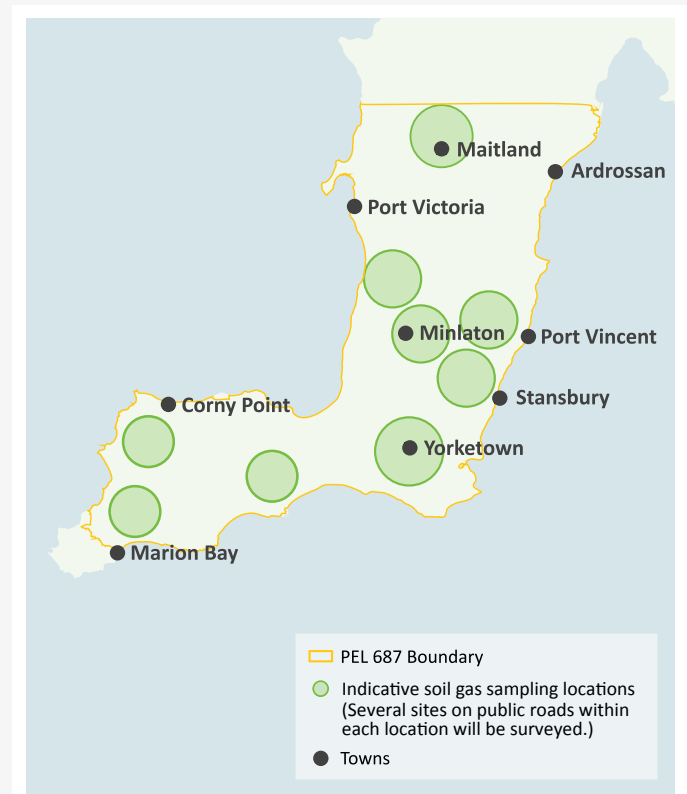 Maitland
Ardrossan
Port Victoria
Minlaton
Port Vincent
Stansbury
Corny Point
Yorketown
Marion Bay
PEL 687 Boundary
Indicative soil gas sampling locations
(Several sites on public roads within
each location will be surveyed.)
Towns